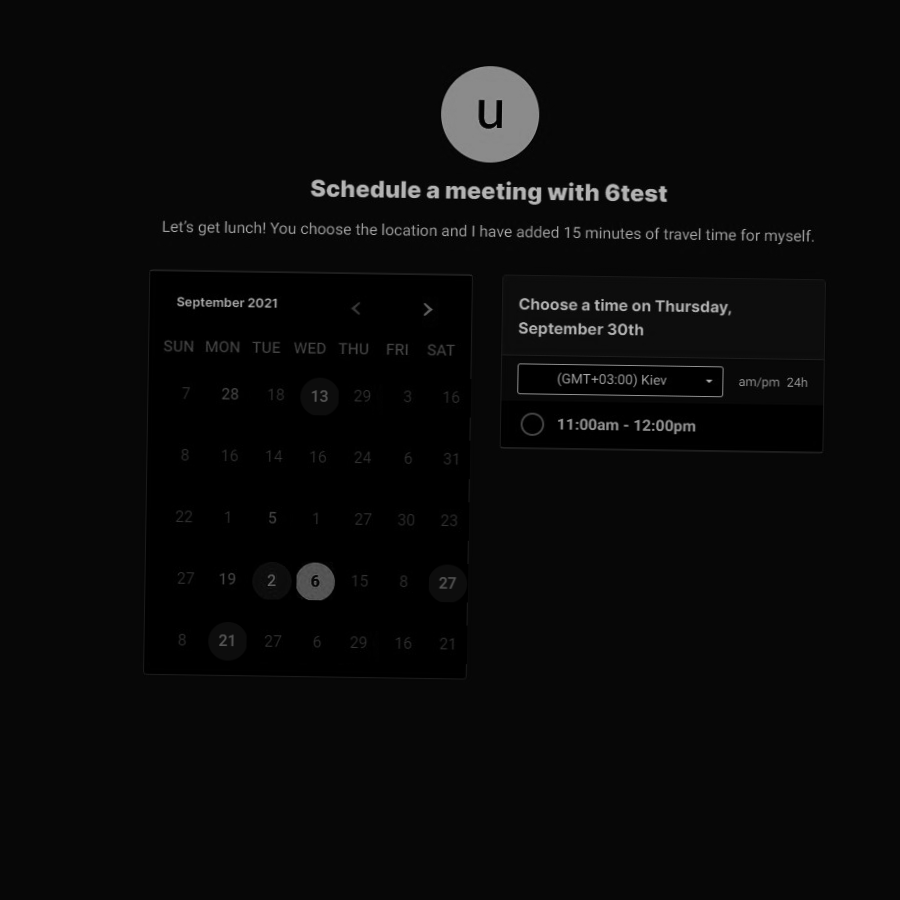 u
Schedule a meeting with 6test
Let's get lunch! You choose the location and I have added 15 minutes of travel time for myself.
September 2021 < >
SUN MON TUE WED THU FRI SAT
7 28 18 13 29 3 16
8 16 14 16 24 6 31
22 1 5 1 27 30 23
27 19 2 6 15 8 27
8 21 27 6 29 16 21
Choose a time on Thursday,
September 30th
(GMT+03:00) Kiev
am/pm 24h
11:00am - 12:00pm